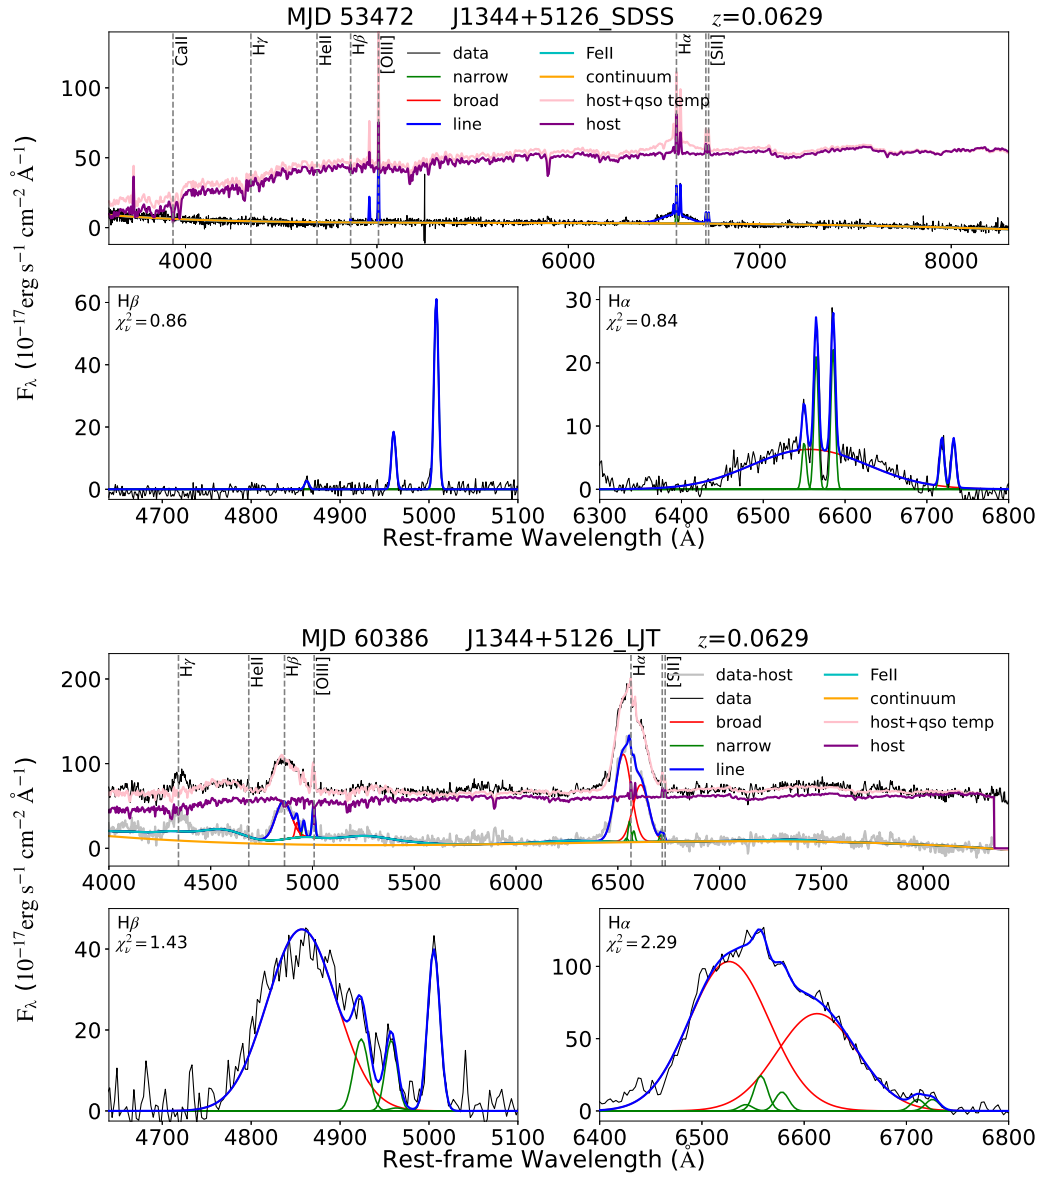 MJD 53472 J1344+5126_SDSS z=0.0629
CaII Hγ HeII Hβ [OIII] Hα [SII]
data FeII
narrow continuum
broad host+qso temp
line host
100
50
0
4000 5000 6000 7000 8000
Hβ
χ²ν=0.86
60
40
20
0
4700 4800 4900 5000 5100
Hα
χ²ν=0.84
30
20
10
0
6300 6400 6500 6600 6700 6800
Fλ (10⁻¹⁷erg s⁻¹ cm⁻² Å⁻¹)
Rest-frame Wavelength (Å)
MJD 60386 J1344+5126_LJT z=0.0629
Hγ HeII Hβ [OIII] Hα [SII]
data-host FeII
data continuum
broad host+qso temp
narrow host
line
200
100
0
4000 4500 5000 5500 6000 6500 7000 7500 8000
Hβ
χ²ν=1.43
40
20
0
4700 4800 4900 5000 5100
Hα
χ²ν=2.29
100
50
0
6400 6500 6600 6700 6800
Fλ (10⁻¹⁷erg s⁻¹ cm⁻² Å⁻¹)
Rest-frame Wavelength (Å)